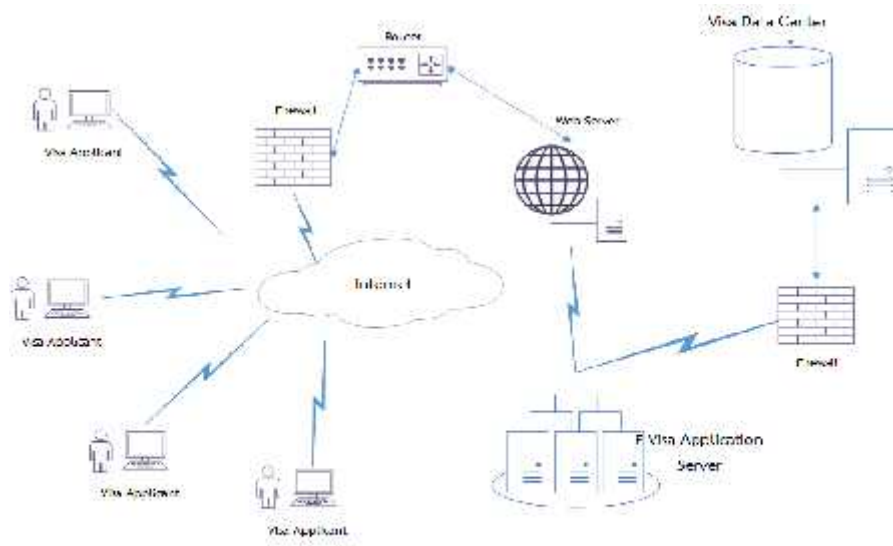 Visa Data Center
Router
Firewall
Web Server
Visa Applicant
Internet
Visa Applicant
Firewall
Visa Applicant
E Visa Application
Server
Visa Applicant